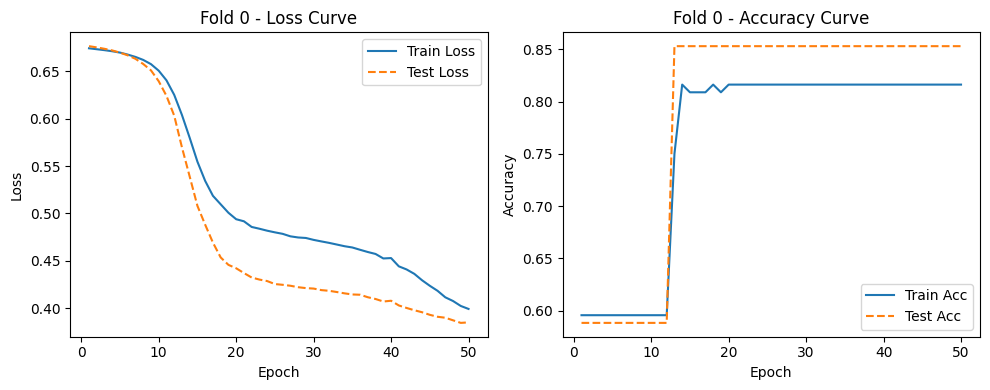 Fold 0 - Loss Curve
Loss
0.65
0.60
0.55
0.50
0.45
0.40
Train Loss
Test Loss
0 10 20 30 40 50
Epoch
Fold 0 - Accuracy Curve
Accuracy
0.85
0.80
0.75
0.70
0.65
0.60
Train Acc
Test Acc
0 10 20 30 40 50
Epoch